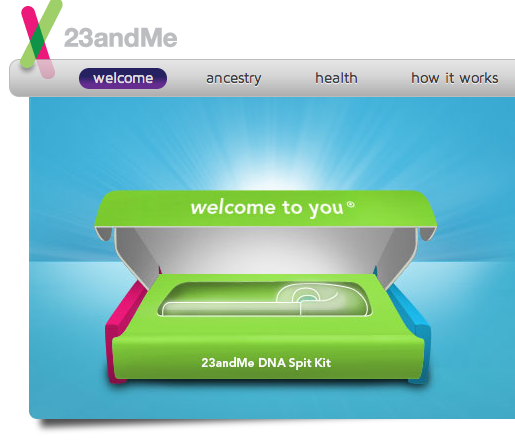 23andMe
welcome ancestry health how it works
welcome to you®
23andMe DNA Spit Kit